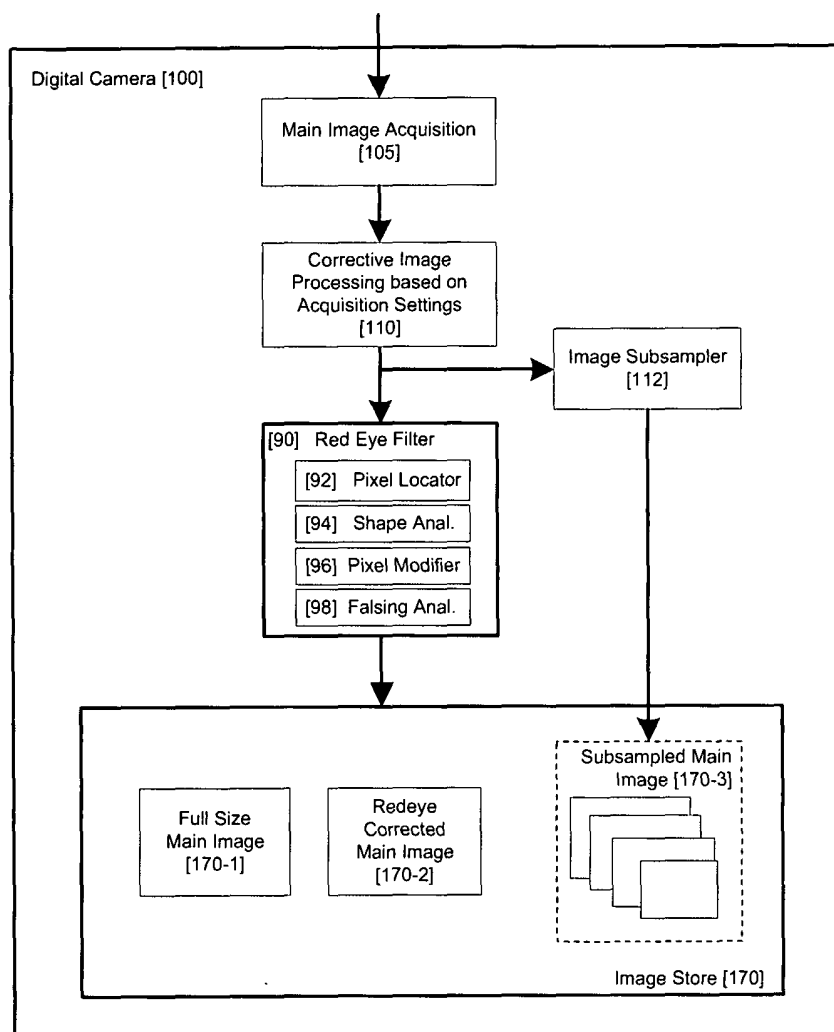 Digital Camera [100]
Main Image Acquisition
[105]
Corrective Image
Processing based on
Acquisition Settings
[110]
Image Subsampler
[112]
[90] Red Eye Filter
[92] Pixel Locator
[94] Shape Anal.
[96] Pixel Modifier
[98] Falsing Anal.
Subsampled Main
Image [170-3]
Full Size
Main Image
[170-1]
Redeye
Corrected
Main Image
[170-2]
Image Store [170]